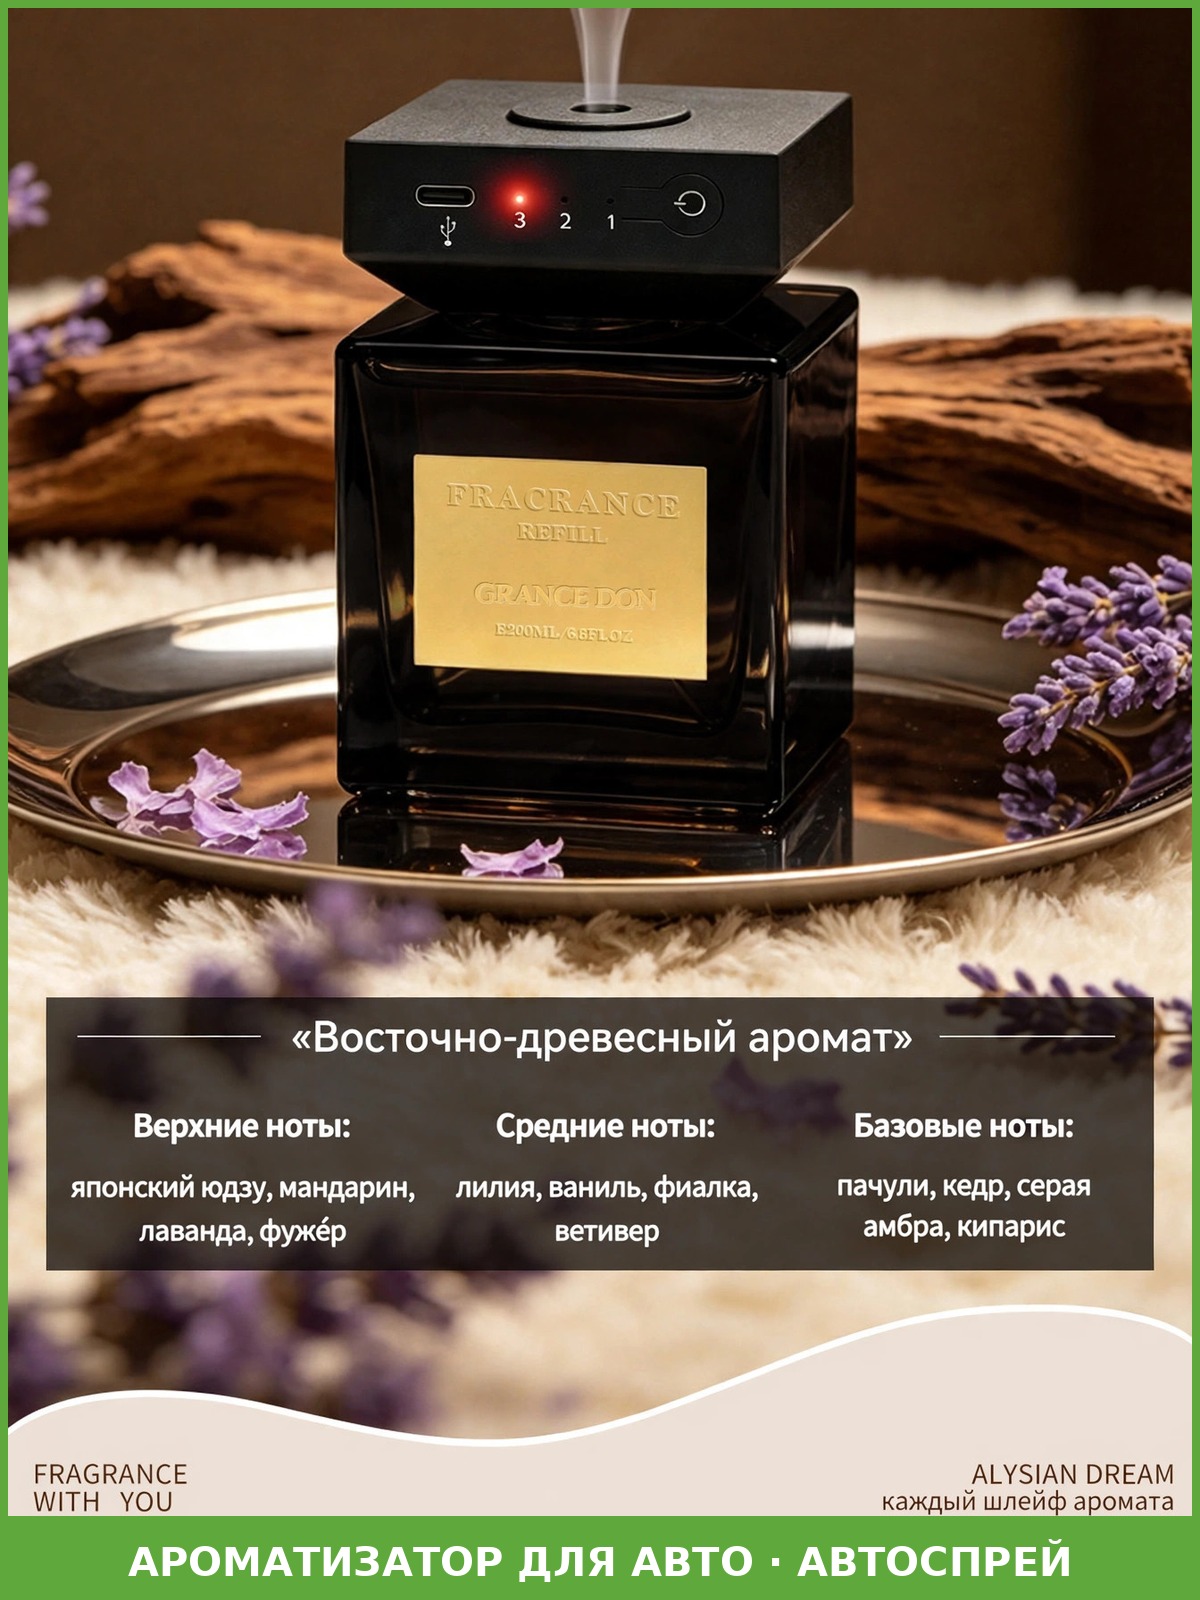 3 2 1
FRACRANCE
REFILL
GRANCE DON
E200ML/6.6FL.OZ
«Восточно-древесный аромат»
Верхние ноты:
японский юдзу, мандарин,
лаванда, фуже́р
Средние ноты:
лилия, ваниль, фиалка,
ветивер
Базовые ноты:
пачули, кедр, серая
амбра, кипарис
FRAGRANCE
WITH YOU
ALYSIAN DREAM
каждый шлейф аромата
АРОМАТИЗАТОР ДЛЯ АВТО · АВТОСПРЕЙ